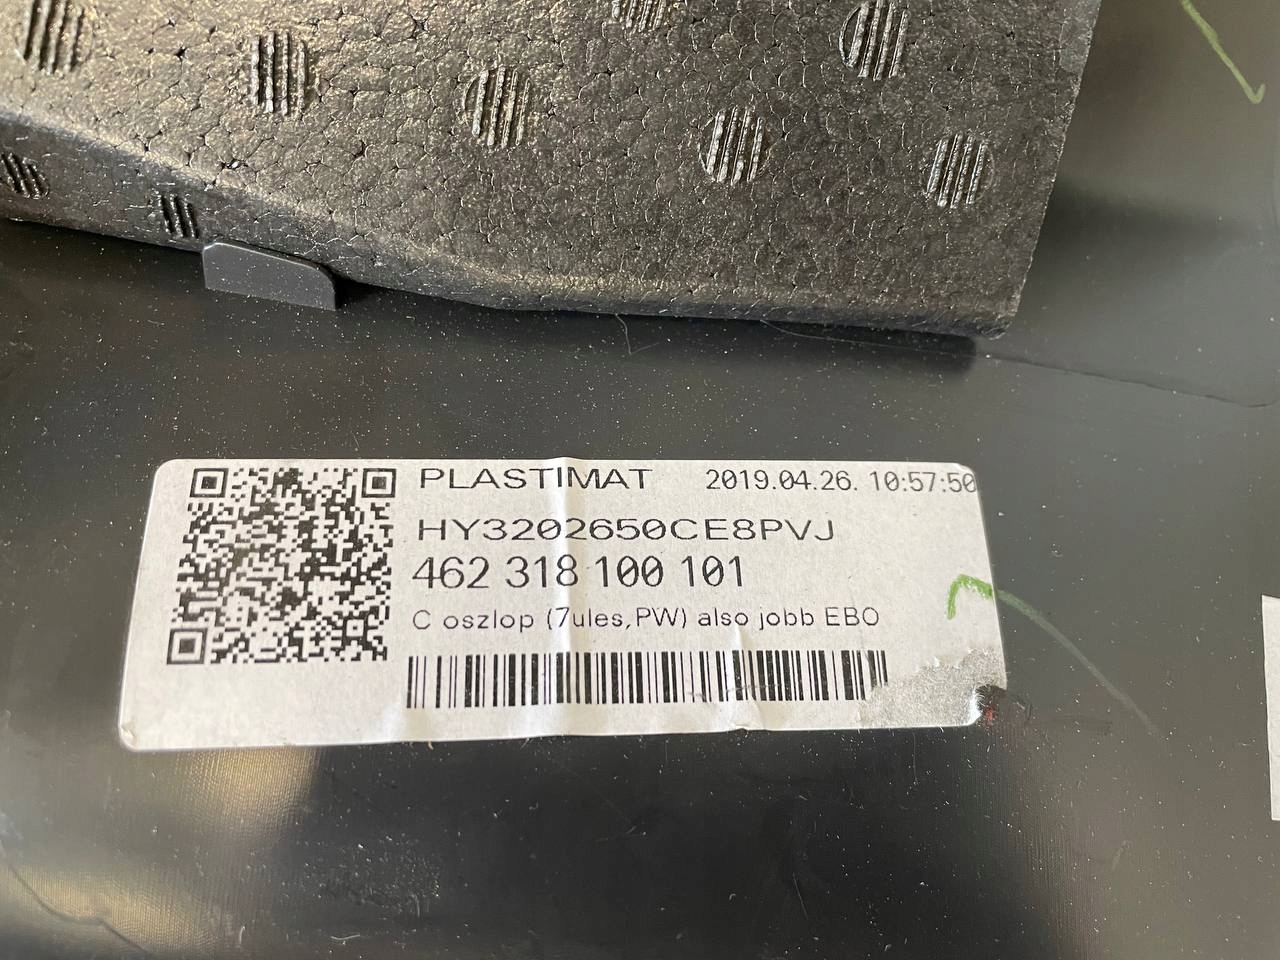 PLASTIMAT 2019.04.26. 10:57:50
HY3202650CE8PVJ
462 318 100 101
C oszlop (7ules,PW) also jobb EBO